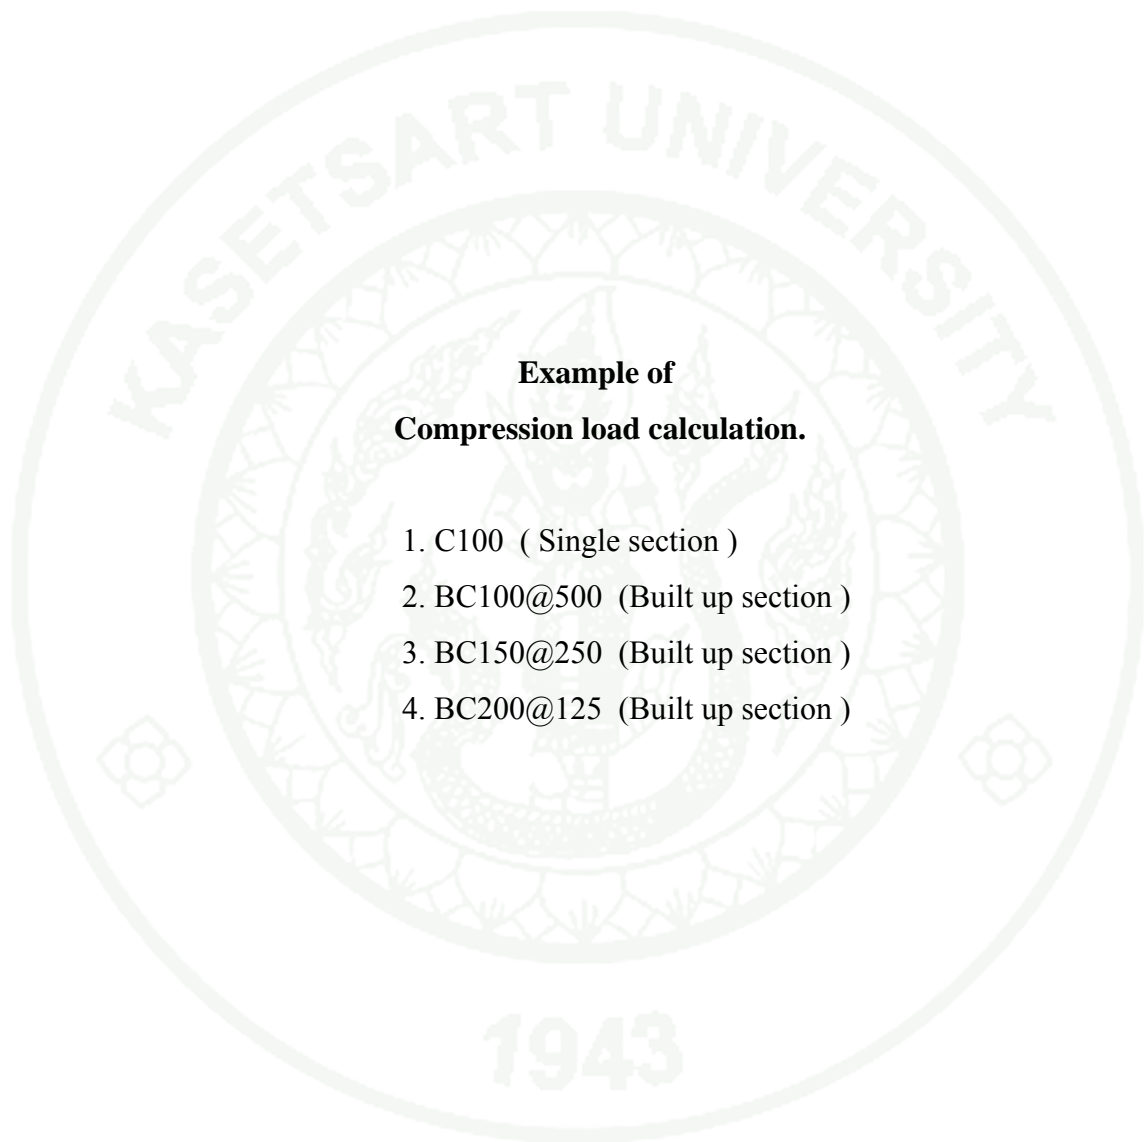 KASETSART UNIVERSITY
Example of
Compression load calculation.
1. C100 ( Single section )
2. BC100@500 (Built up section )
3. BC150@250 (Built up section )
4. BC200@125 (Built up section )
1943